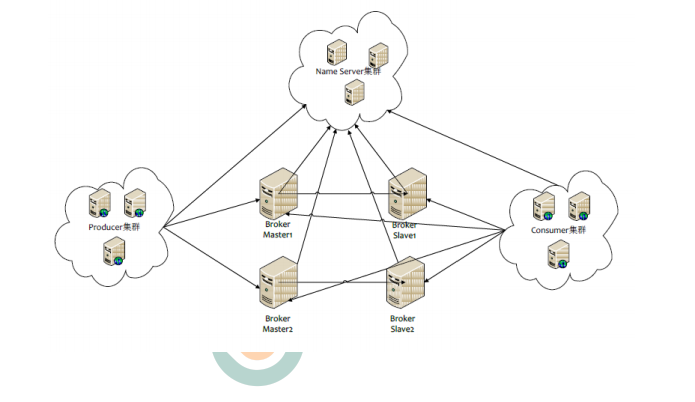 Name Server集群
Producer集群
Broker
Master1
Broker
Slave1
Consumer集群
Broker
Master2
Broker
Slave2